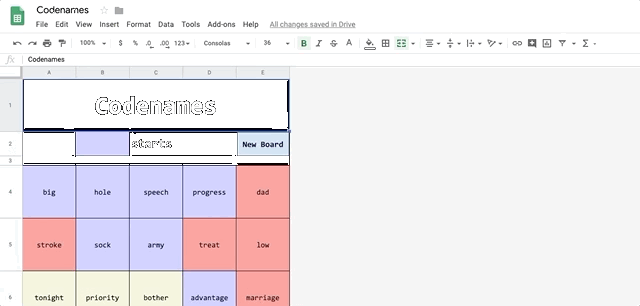 Codenames
File Edit View Insert Format Data Tools Add-ons Help All changes saved in Drive
100% $ % .0 .00 123 Consolas 36 B I S A
fx Codenames
A B C D E
1 Codenames
2 starts New Board
3
4 big hole speech progress dad
5 stroke sock army treat low
6 tonight priority bother advantage marriage